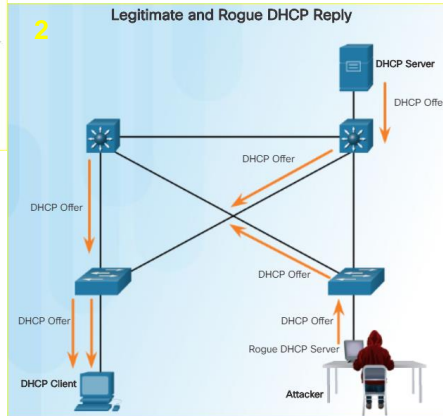 Legitimate and Rogue DHCP Reply
2
DHCP Server
DHCP Offe
DHCP Offer
DHCP Offer
DHCP Offer
DHCP Offer
DHCP Offer
Rogue DHCP Server
DHCP Client
Attacker